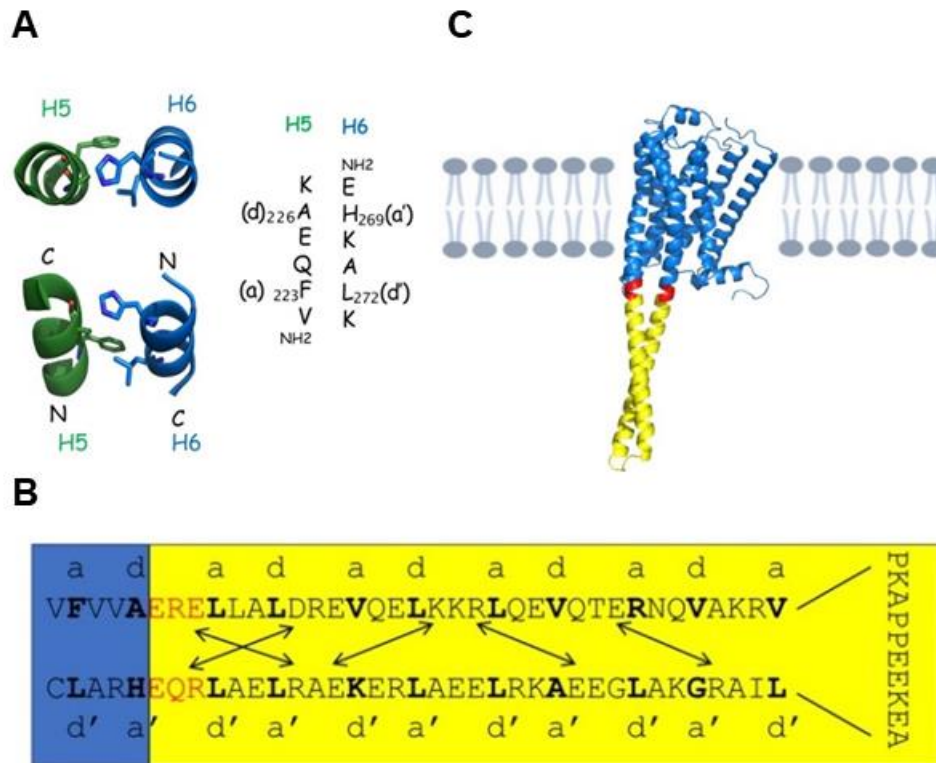 A
H5 H6
C N
N C
H5 H6
H5 H6
NH2
K E
(d)226A H269(a')
E K
Q A
(a) 223F L272(d')
V K
NH2
C
B
a d a d a d a d a d a
VFVVAERELLALDREVQELKKRLQEVQTERNQVAKRV
CLARHEQRLAELRAEKERLAEELRKAEEGLAKGRAIL
d' a' d' a' d' a' d' a' d' a' d'
PKAPPEEKEA